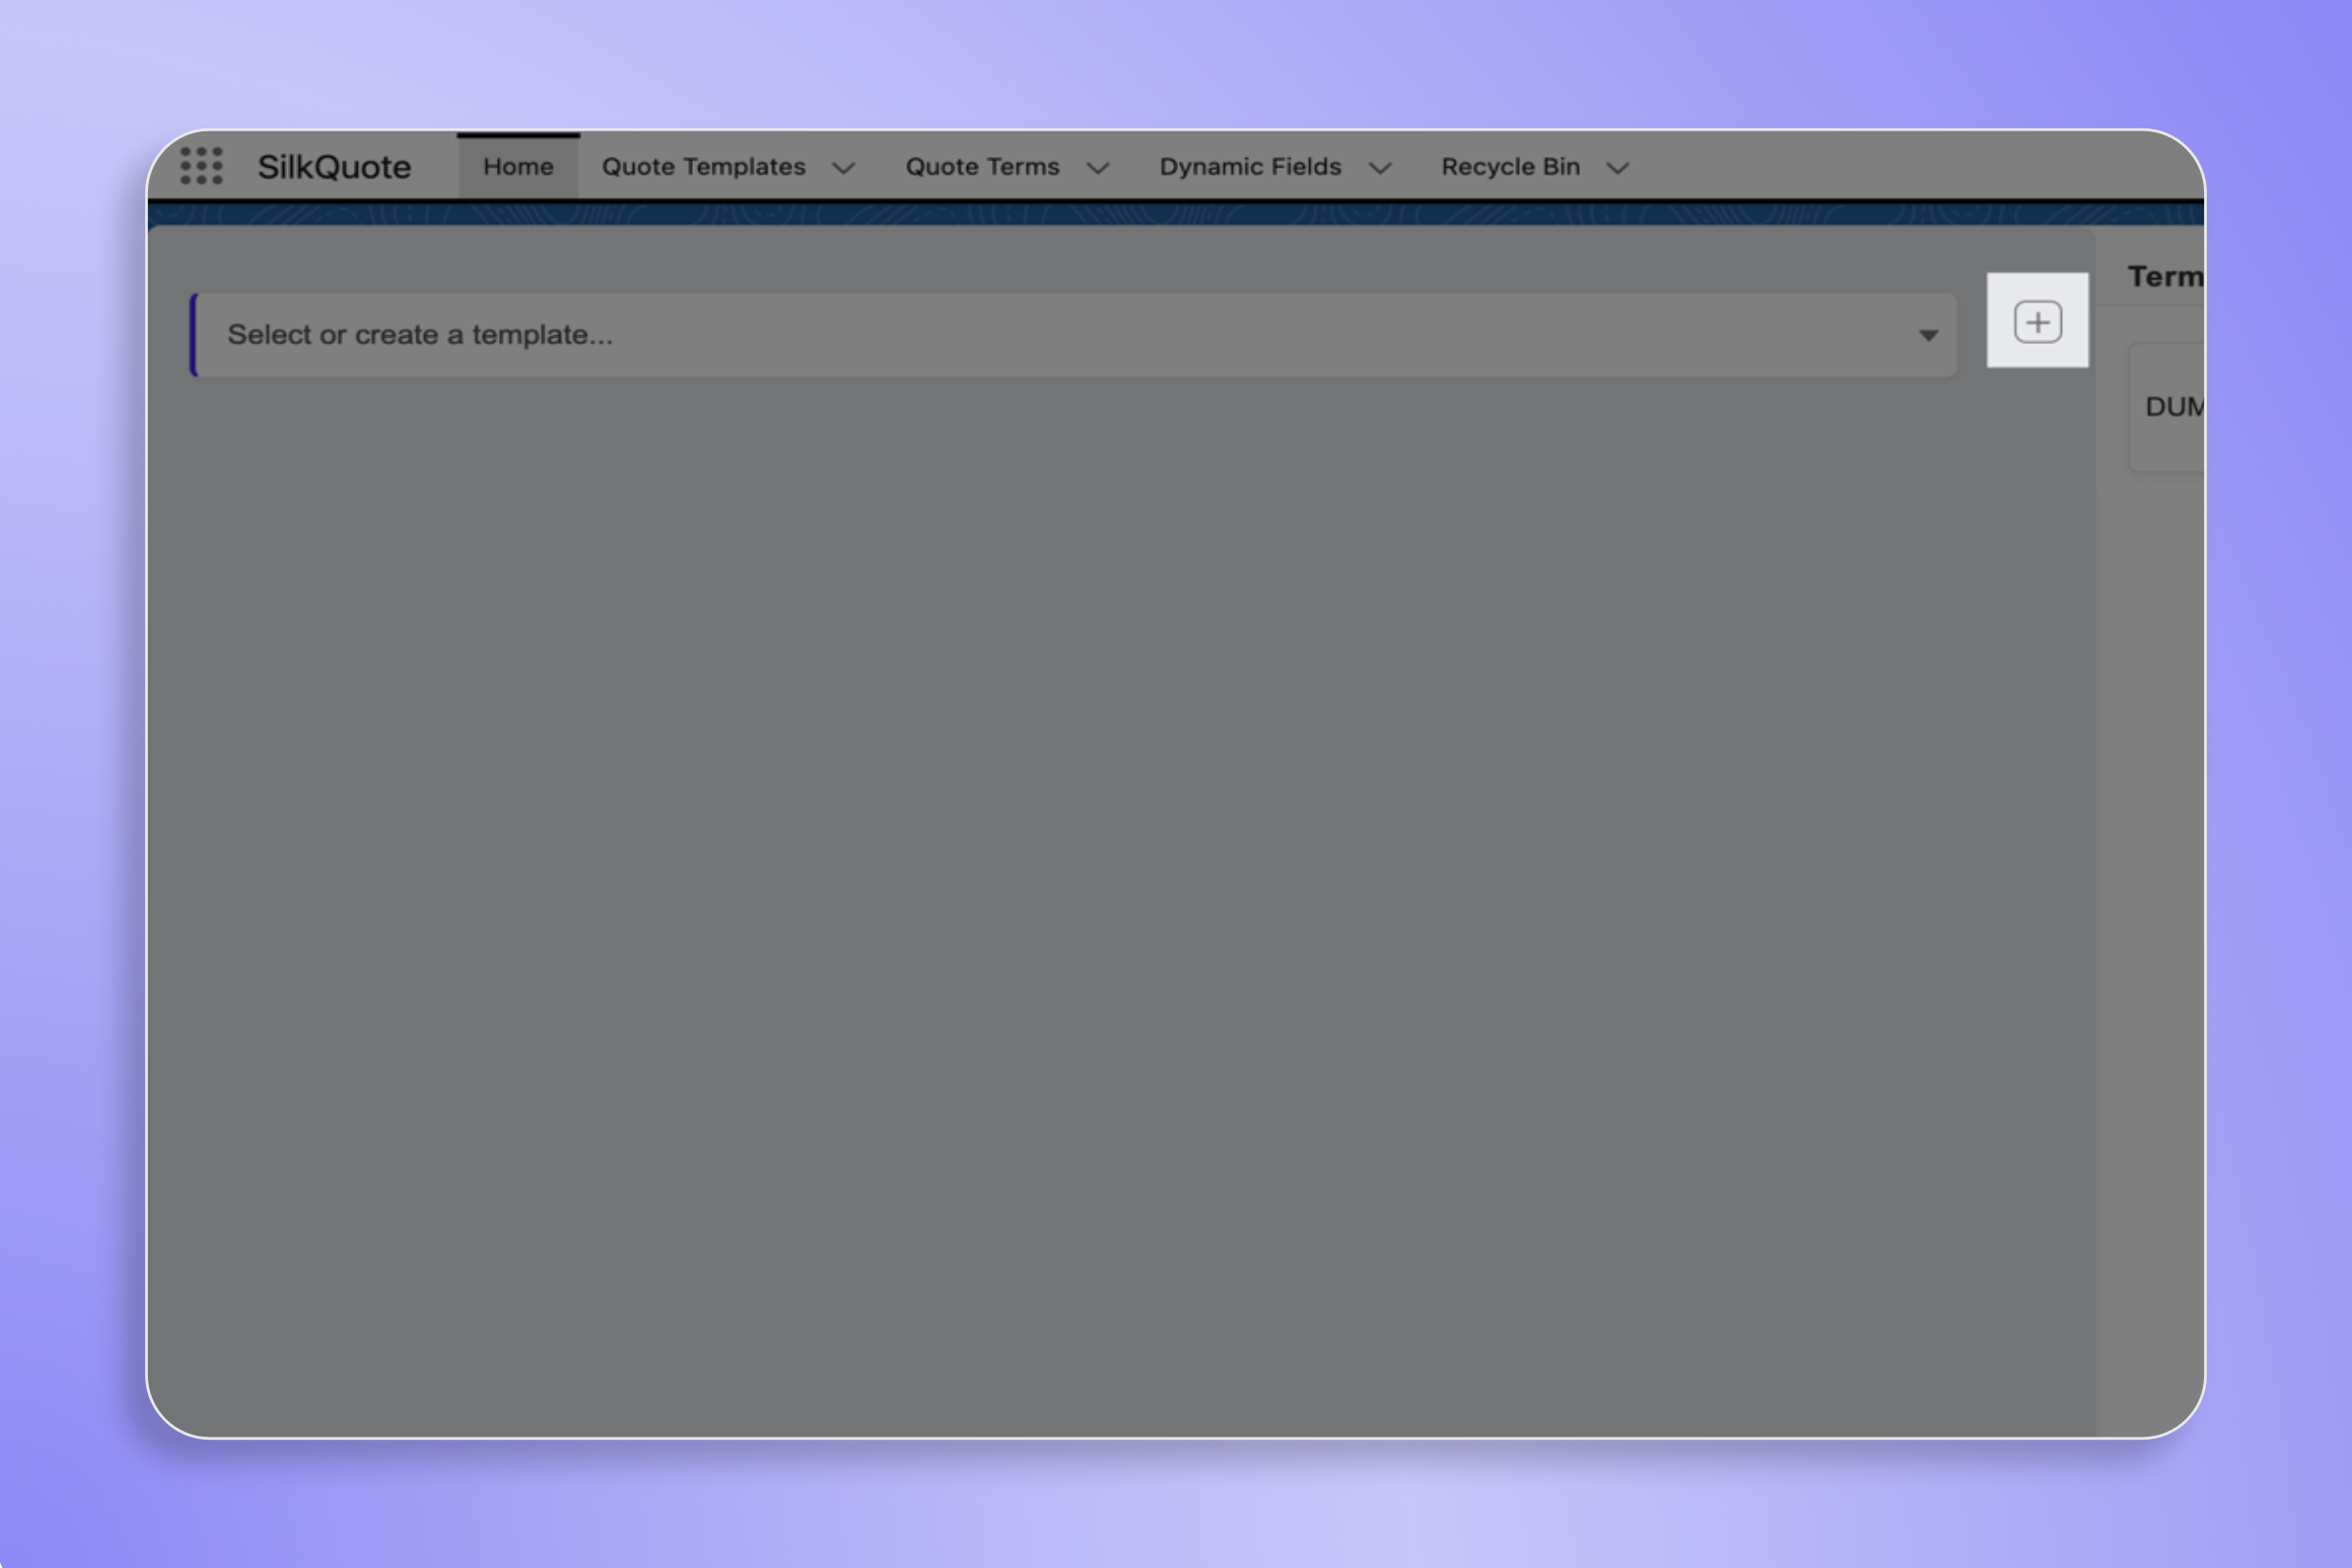 SilkQuote Home Quote Templates Quote Terms Dynamic Fields Recycle Bin
Term
Select or create a template...
DUM